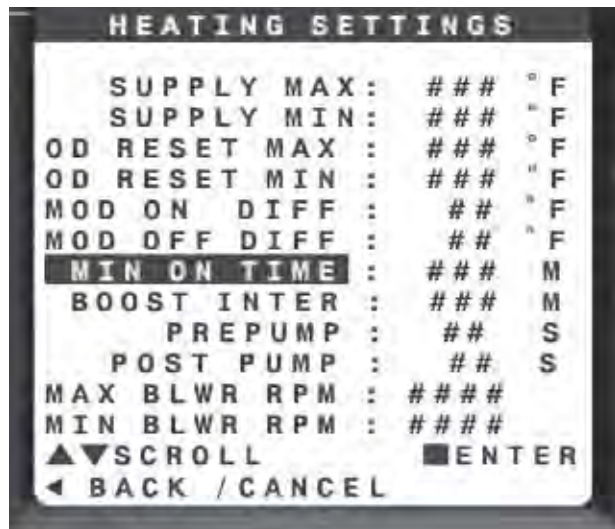 HEATING SETTINGS
SUPPLY MAX: ### °F
SUPPLY MIN: ### °F
OD RESET MAX : ### °F
OD RESET MIN : ### °F
MOD ON DIFF : ## °F
MOD OFF DIFF : ## °F
MIN ON TIME : ### M
BOOST INTER : ### M
PREPUMP : ## S
POST PUMP : ## S
MAX BLWR RPM : ####
MIN BLWR RPM : ####
▲▼SCROLL ■ENTER
◄ BACK /CANCEL